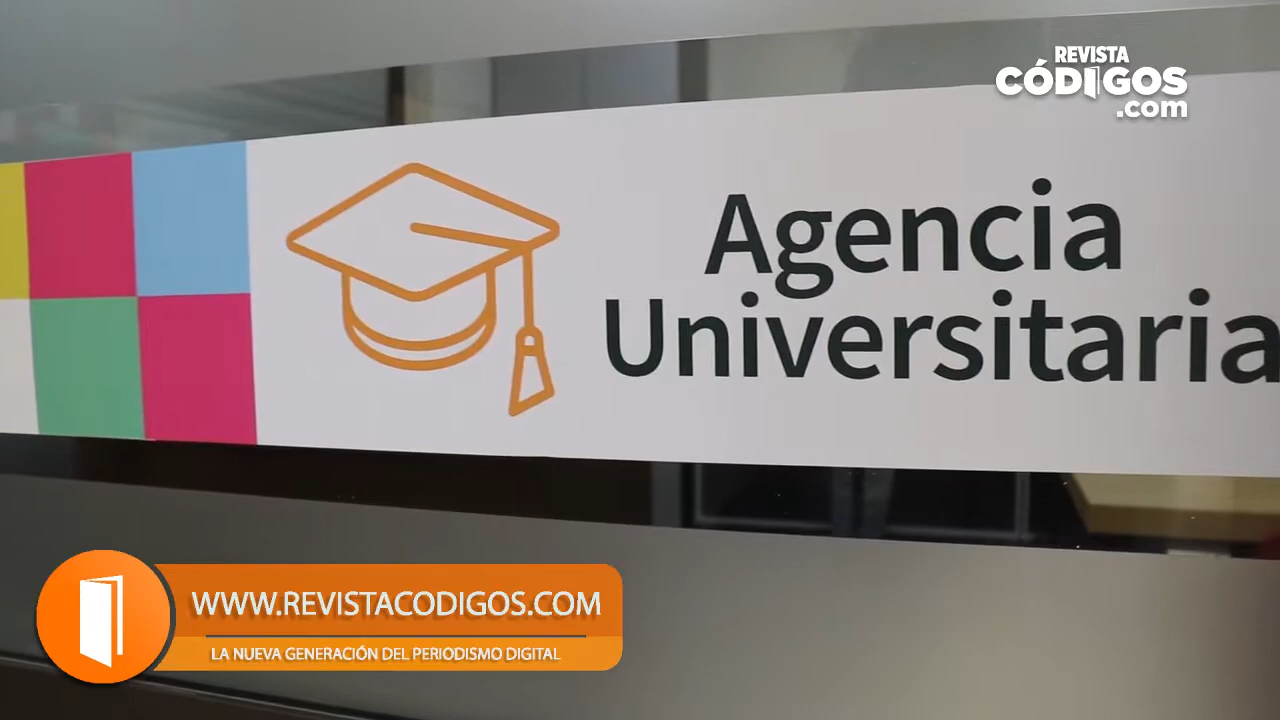 REVISTA
CÓDIGOS
.com
Agencia
Universitaria
WWW.REVISTACODIGOS.COM
LA NUEVA GENERACIÓN DEL PERIODISMO DIGITAL